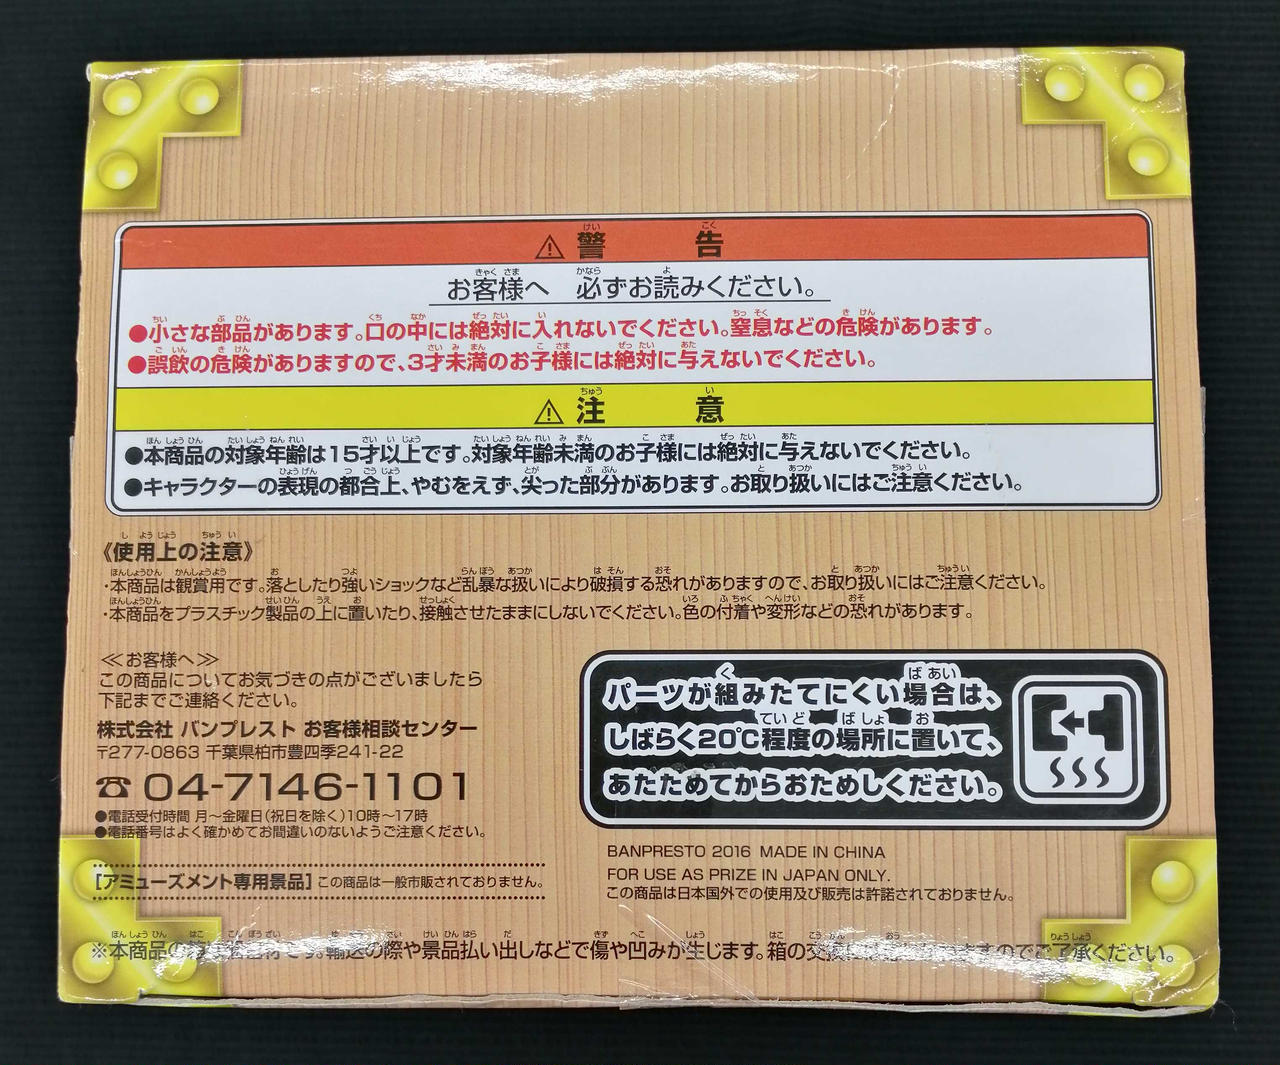 ⚠警告
お客様へ 必ずお読みください。
●小さな部品があります。口の中には絶対に入れないでください。窒息などの危険があります。
●誤飲の危険がありますので、3才未満のお子様には絶対に与えないでください。
⚠注意
●本商品の対象年齢は15才以上です。対象年齢未満のお子様には絶対に与えないでください。
●キャラクターの表現の都合上、やむをえず、尖った部分があります。お取り扱いにはご注意ください。
《使用上の注意》
・本商品は観賞用です。落としたり強いショックなど乱暴な扱いにより破損する恐れがありますので、お取り扱いにはご注意ください。
・本商品をプラスチック製品の上に置いたり、接触させたままにしないでください。色の付着や変形などの恐れがあります。
≪お客様へ≫
この商品についてお気づきの点がございましたら
下記までご連絡ください。
株式会社 バンプレスト お客様相談センター
〒277-0863 千葉県柏市豊四季241-22
☎04-7146-1101
●電話受付時間 月〜金曜日(祝日を除く)10時〜17時
●電話番号はよく確かめてお間違いのないようご注意ください。
[アミューズメント専用景品] この商品は一般市販されておりません。
パーツが組みたてにくい場合は、
しばらく20℃程度の場所に置いて、
あたためてからおためしください。
BANPRESTO 2016 MADE IN CHINA
FOR USE AS PRIZE IN JAPAN ONLY.
この商品は日本国外での使用及び販売は許諾されておりません。
※本商品の箱は梱包材です。輸送の際や景品払い出しなどで傷や凹みが生じます。箱の交換にはますのでご了承ください。